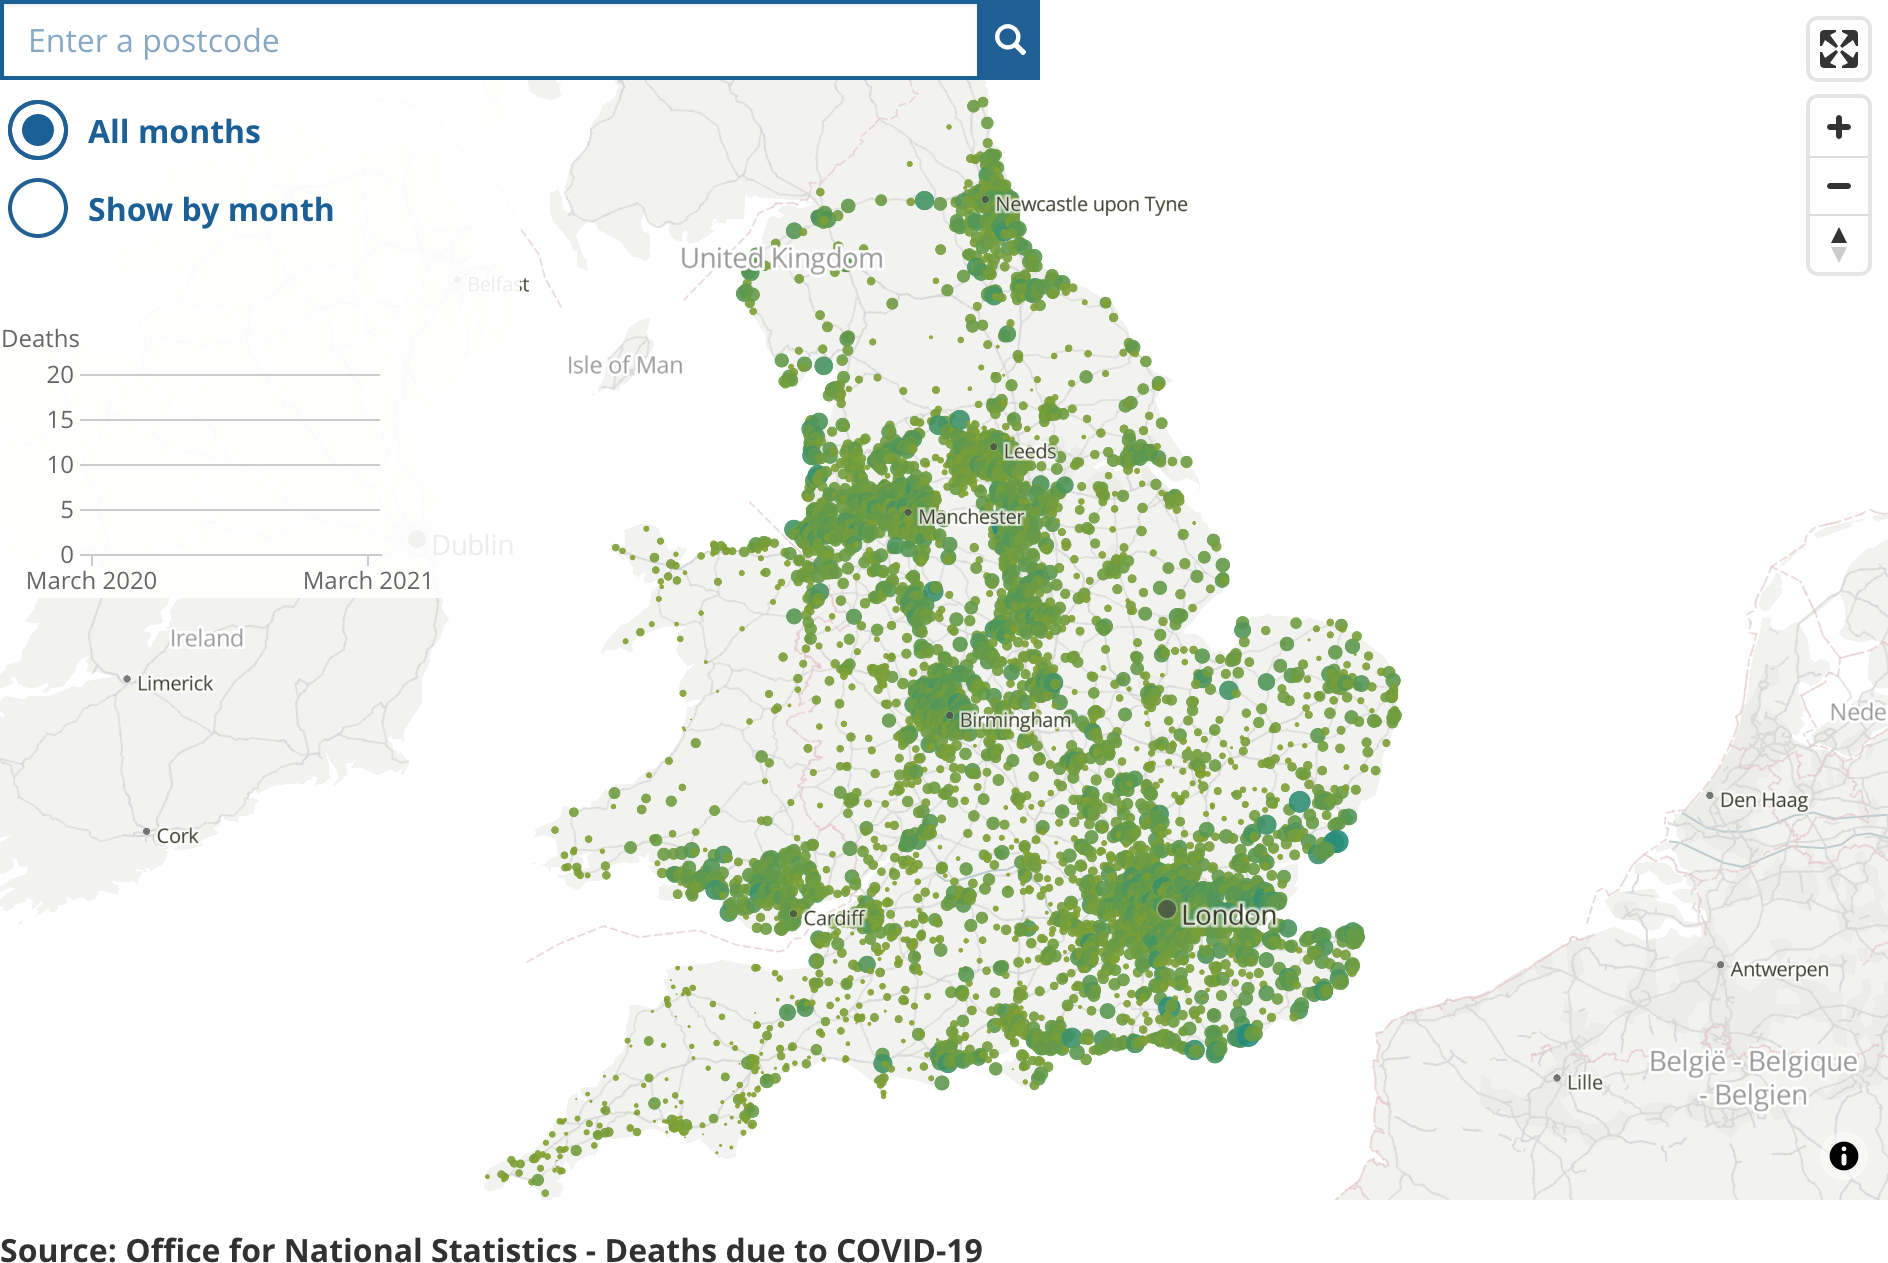 Enter a postcode
All months
Show by month
Newcastle upon Tyne
United Kingdom
Belfast
Deaths
Isle of Man
20
15
10
5
0
March 2020
March 2021
Leeds
Manchester
Dublin
Ireland
Limerick
Birmingham
Nede
Den Haag
Cork
Cardiff
London
Antwerpen
België - Belgique
- Belgien
Lille
Source: Office for National Statistics - Deaths due to COVID-19